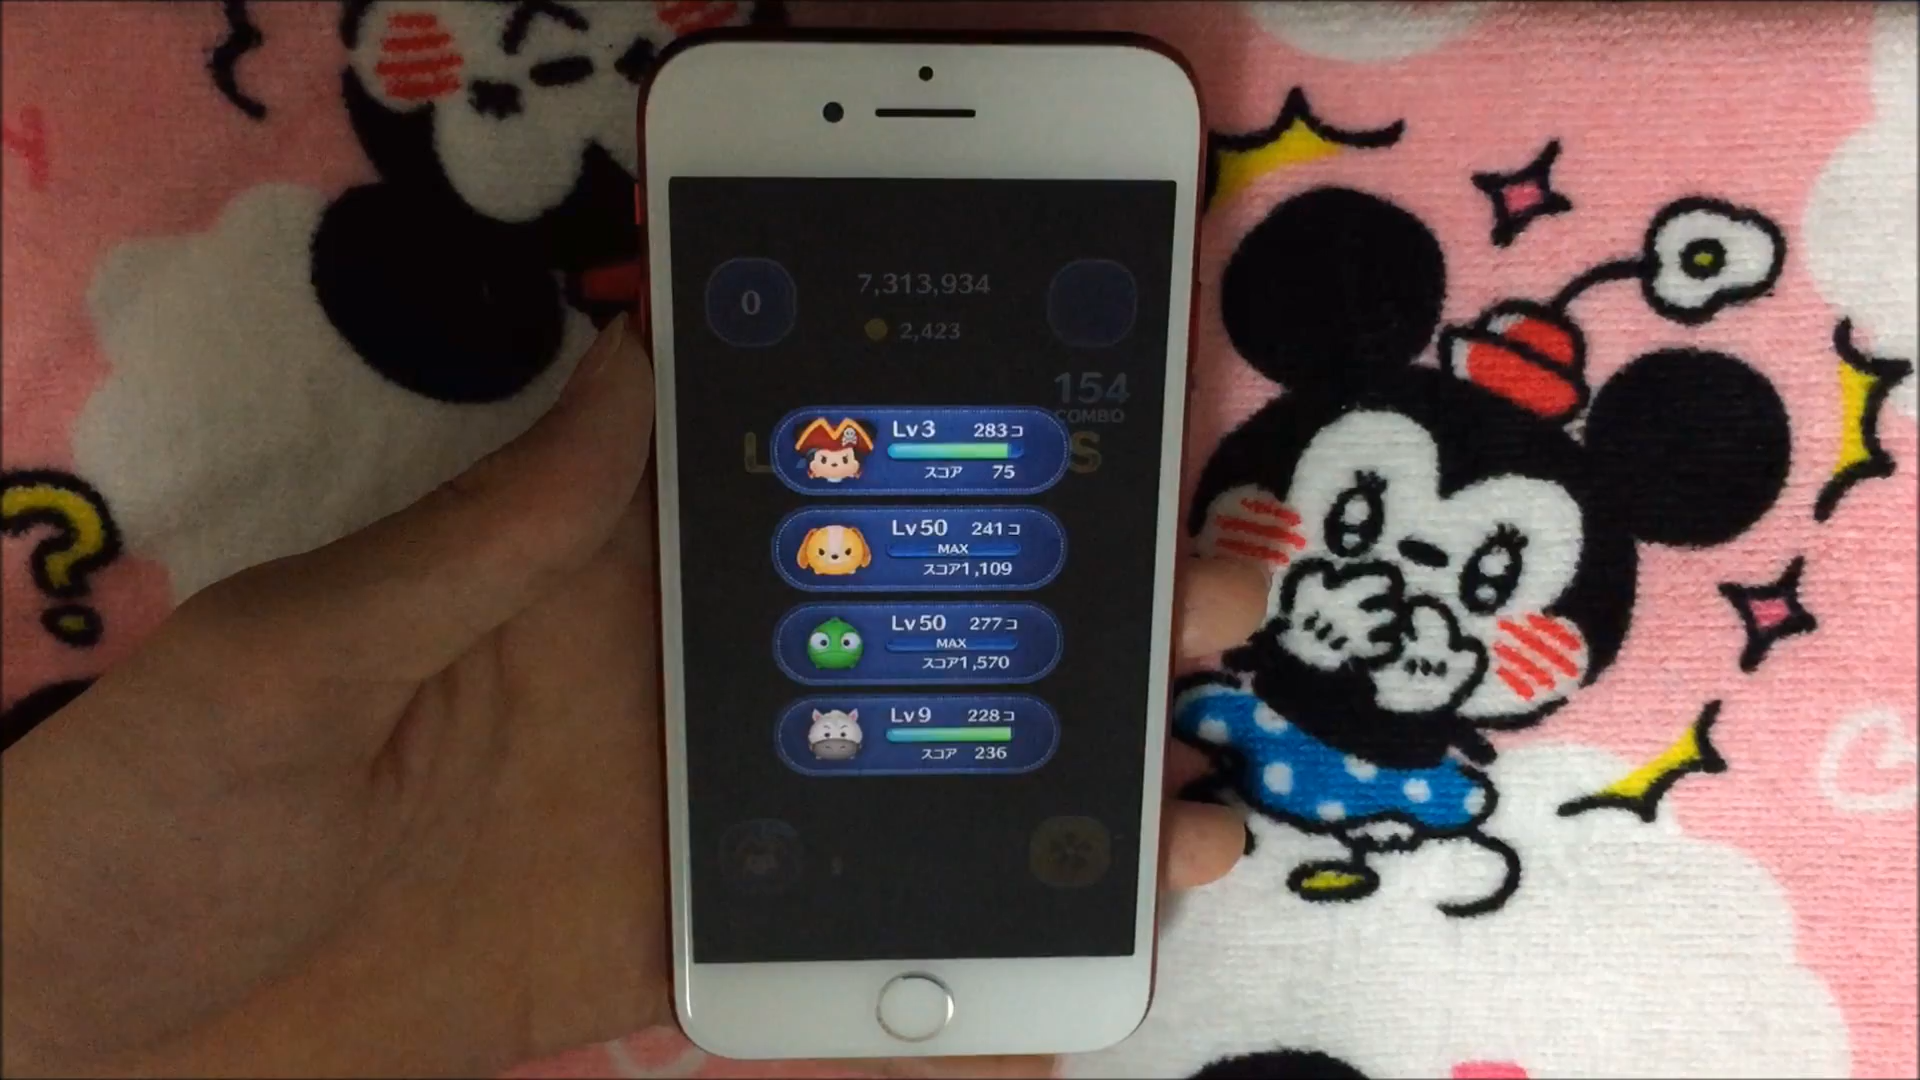 0
7,313,934
2,423
154
COMBO
L
S
Lv3 283コ
スコア 75
Lv50 241コ
MAX
スコア1,109
Lv50 277コ
MAX
スコア1,570
Lv9 228コ
スコア 236